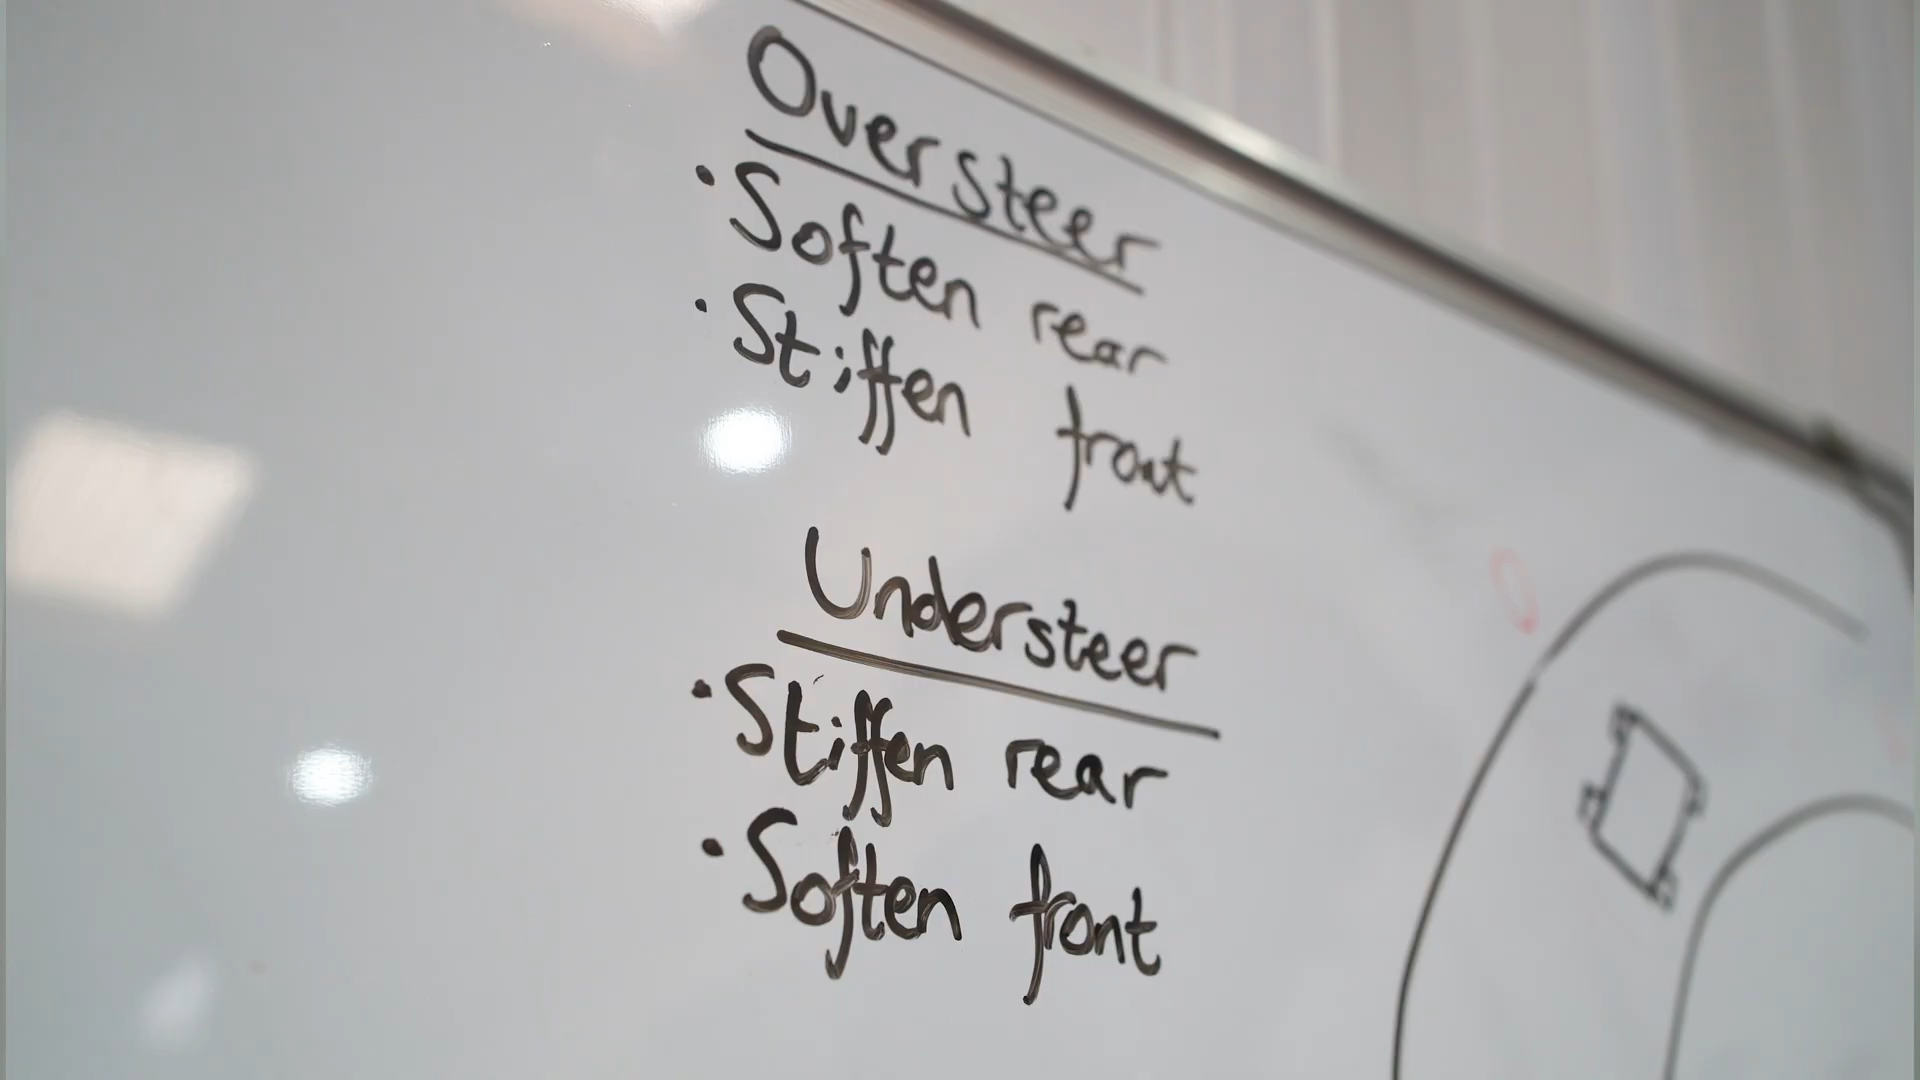 Oversteer
· Soften rear
· Stiffen front
Understeer
· Stiffen rear
· Soften front